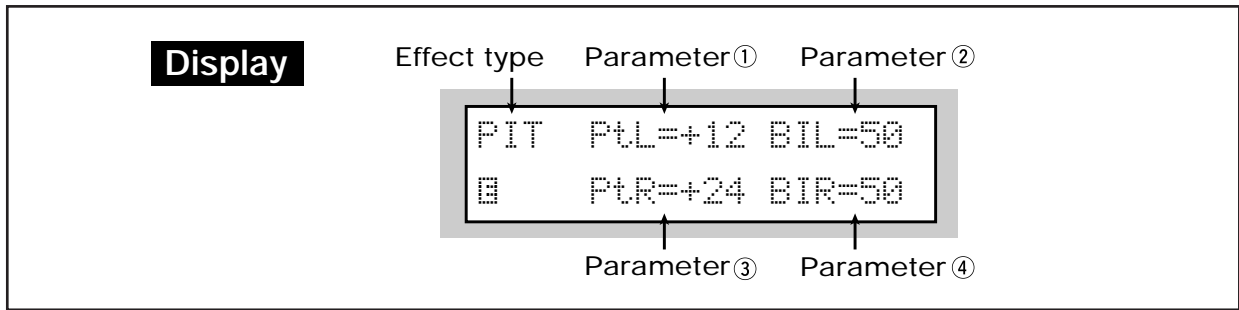 Display
Effect type Parameter① Parameter②
PIT PtL=+12 BIL=50
E PtR=+24 BIR=50
Parameter③ Parameter④